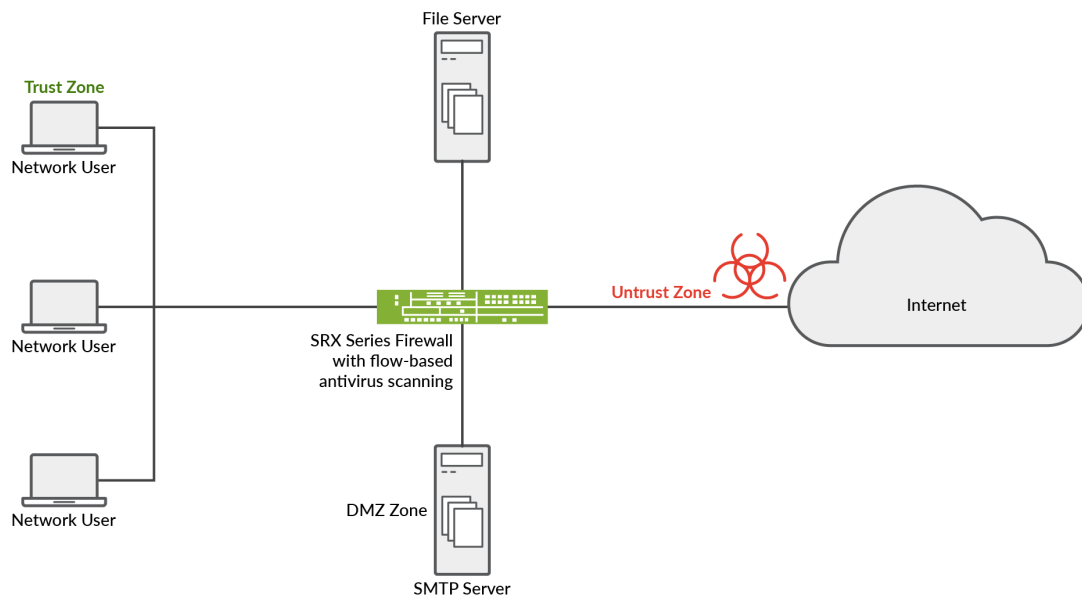 File Server
Trust Zone
Network User
Untrust Zone
Internet
SRX Series Firewall
with flow-based
antivirus scanning
Network User
DMZ Zone
Network User
SMTP Server